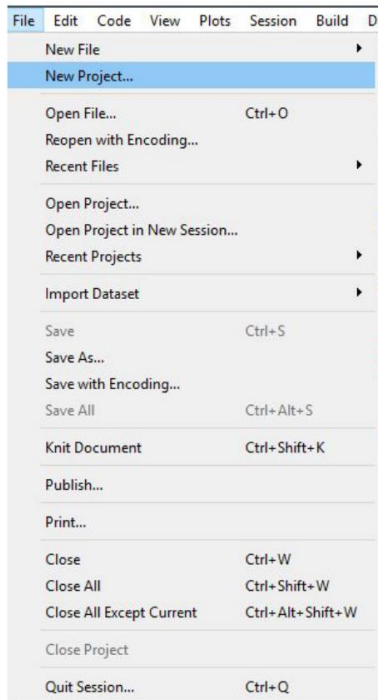 File Edit Code View Plots Session Build D
New File
New Project...
Open File... Ctrl+O
Reopen with Encoding...
Recent Files
Open Project...
Open Project in New Session...
Recent Projects
Import Dataset
Save Ctrl+S
Save As...
Save with Encoding...
Save All Ctrl+Alt+S
Knit Document Ctrl+Shift+K
Publish...
Print...
Close Ctrl+W
Close All Ctrl+Shift+W
Close All Except Current Ctrl+Alt+Shift+W
Close Project
Quit Session... Ctrl+Q